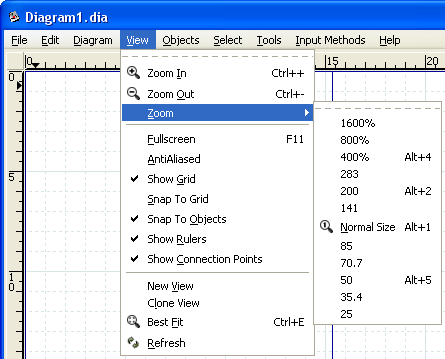 Diagram1.dia
File Edit Diagram View Objects Select Tools Input Methods Help
0 15 20
0
5
10
Zoom In Ctrl++
Zoom Out Ctrl+-
Zoom
Fullscreen F11
AntiAliased
Show Grid
Snap To Grid
Snap To Objects
Show Rulers
Show Connection Points
New View
Clone View
Best Fit Ctrl+E
Refresh
1600%
800%
400% Alt+4
283
200 Alt+2
141
Normal Size Alt+1
85
70.7
50 Alt+5
35.4
25